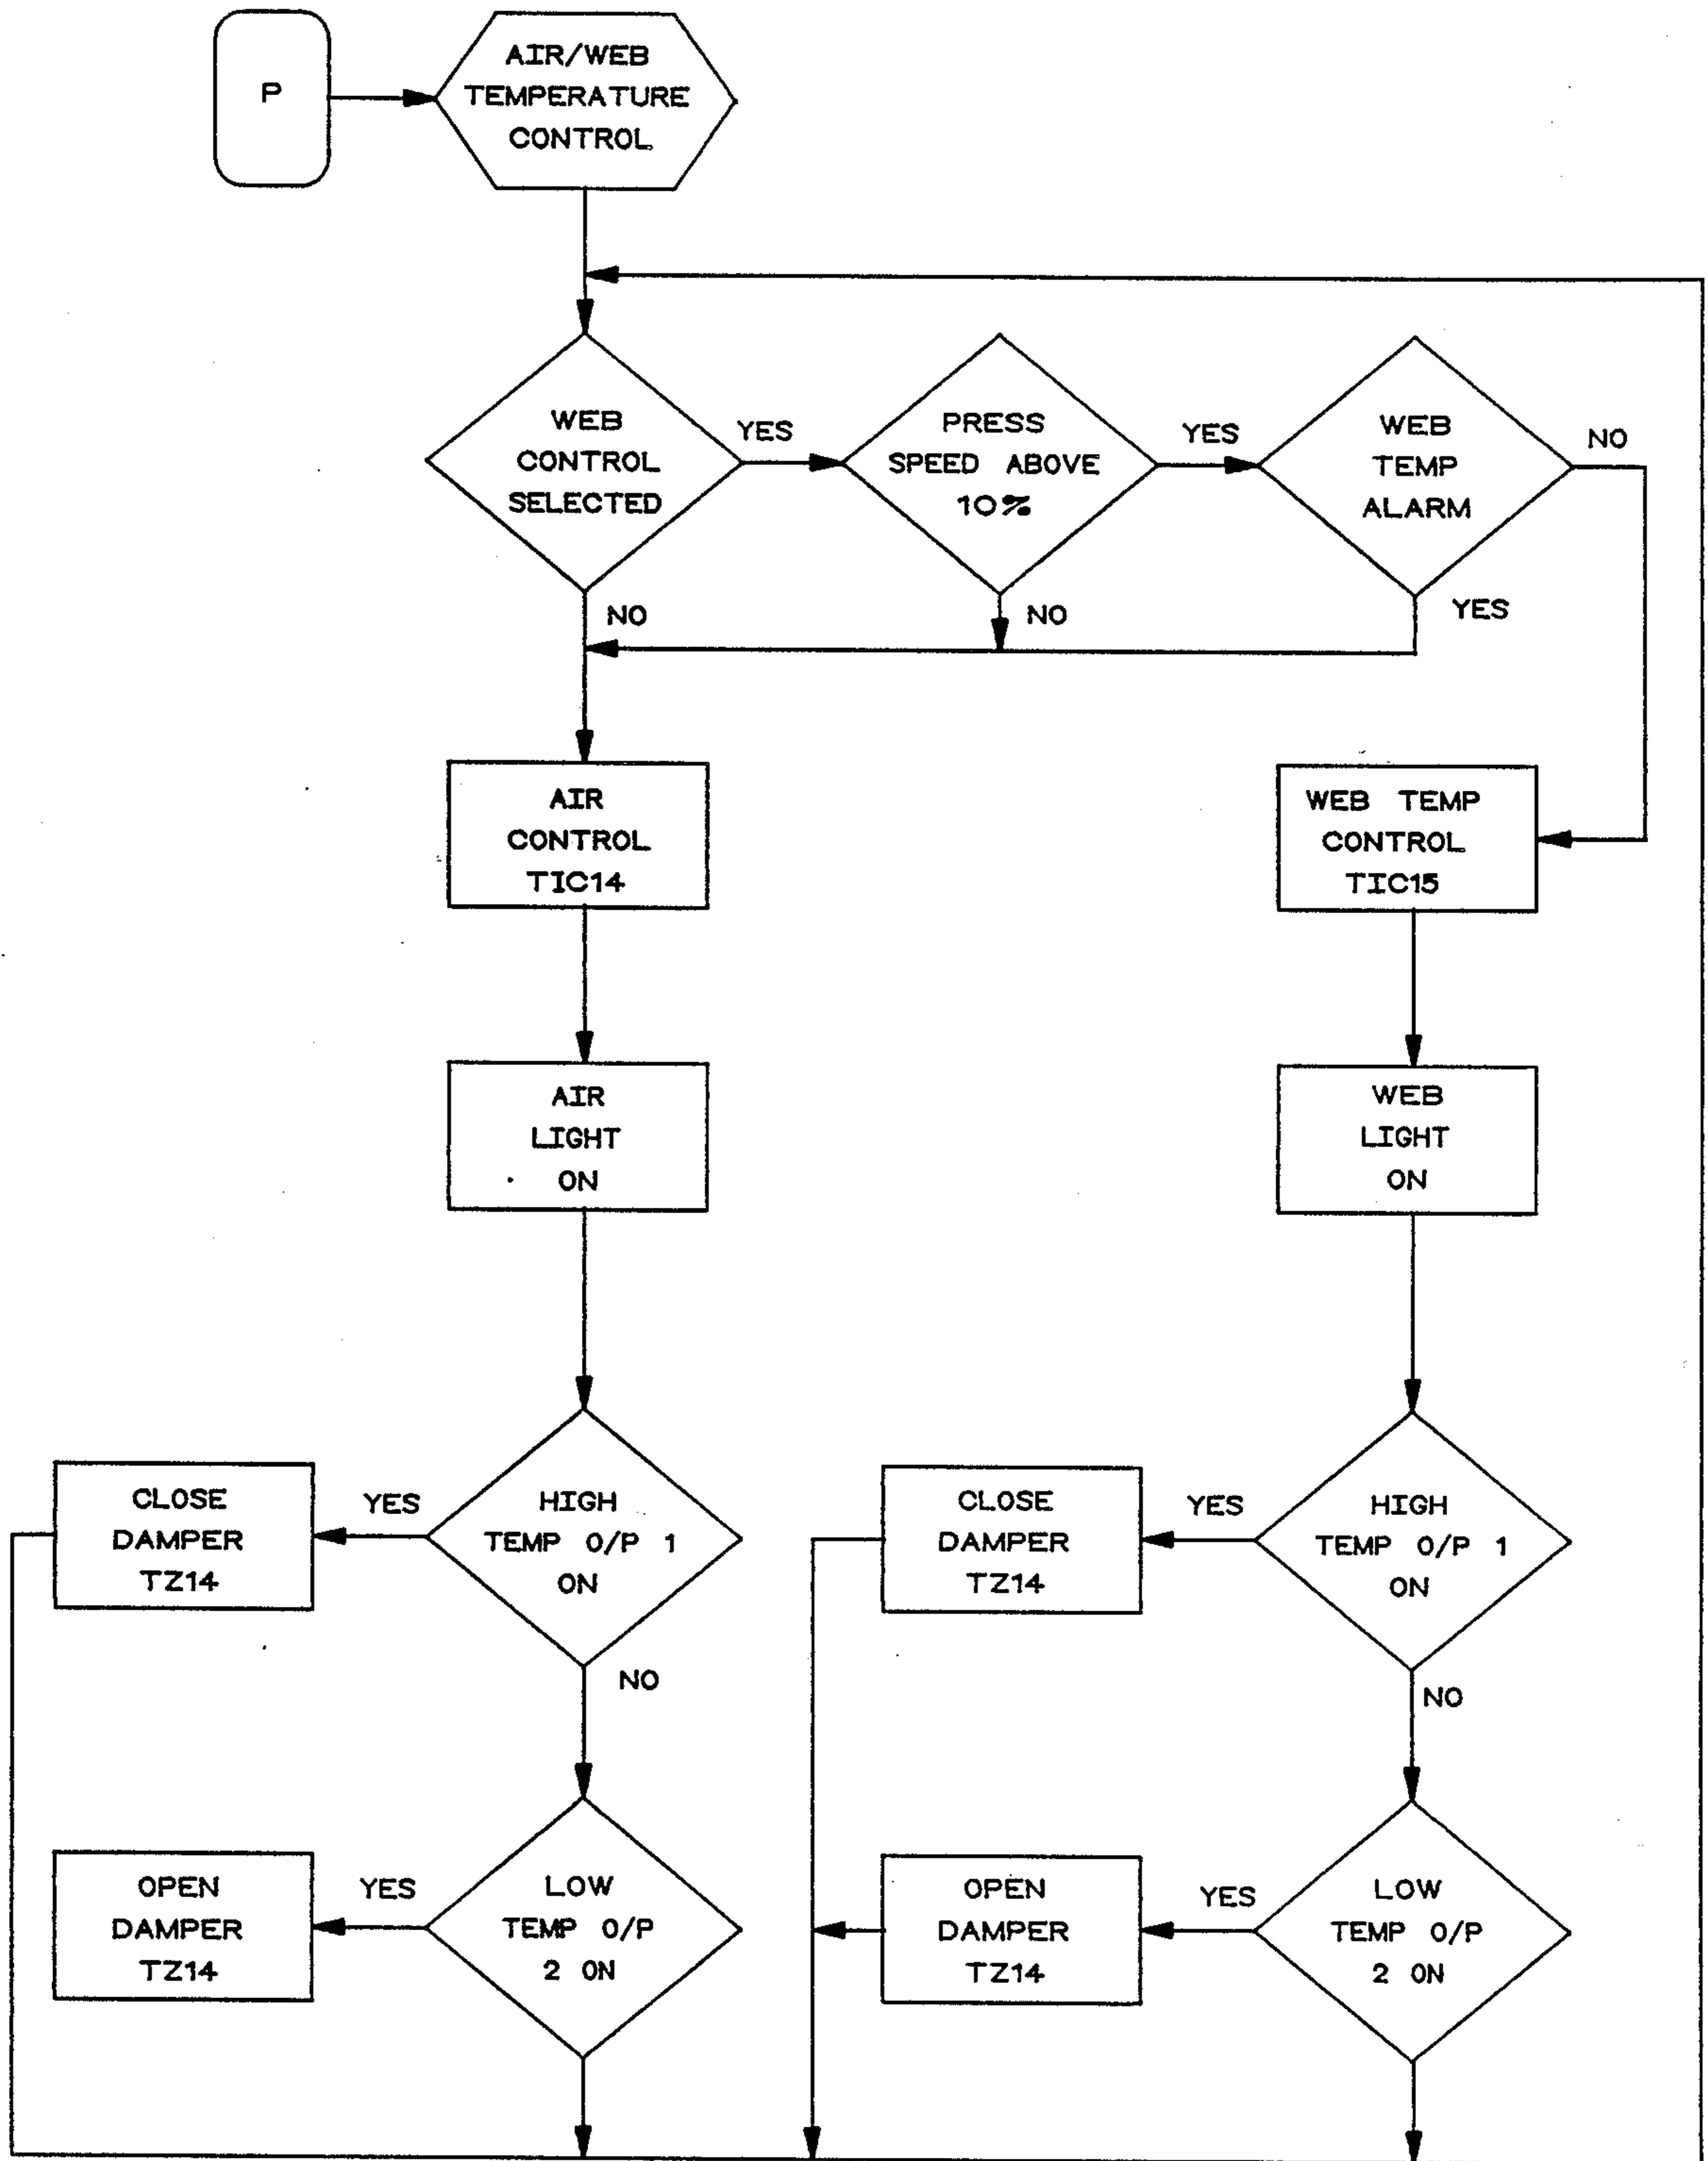 P
AIR/WEB
TEMPERATURE
CONTROL
WEB
CONTROL
SELECTED
YES
PRESS
SPEED ABOVE
10%
YES
WEB
TEMP
ALARM
NO
NO
NO
YES
AIR
CONTROL
TIC14
WEB TEMP
CONTROL
TIC15
AIR
LIGHT
ON
WEB
LIGHT
ON
CLOSE
DAMPER
TZ14
YES
HIGH
TEMP O/P 1
ON
CLOSE
DAMPER
TZ14
YES
HIGH
TEMP O/P 1
ON
NO
NO
OPEN
DAMPER
TZ14
YES
LOW
TEMP O/P
2 ON
OPEN
DAMPER
TZ14
YES
LOW
TEMP O/P
2 ON